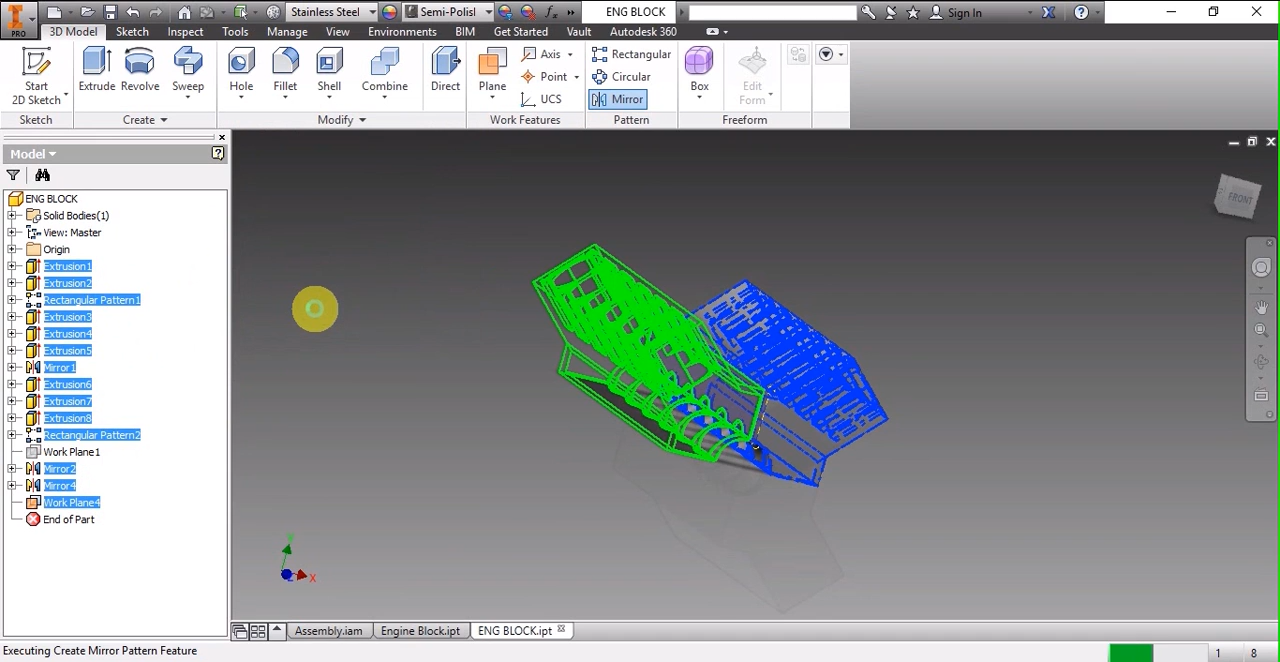 Stainless Steel
Semi-Polisl
ENG BLOCK
Sign In
PRO
3D Model
Sketch
Inspect
Tools
Manage
View
Environments
BIM
Get Started
Vault
Autodesk 360
Start
2D Sketch
Extrude
Revolve
Sweep
Hole
Fillet
Shell
Combine
Direct
Plane
Axis
Point
UCS
Rectangular
Circular
Mirror
Box
Edit
Form
Sketch
Create
Modify
Work Features
Pattern
Freeform
Model
ENG BLOCK
Solid Bodies(1)
View: Master
Origin
Extrusion1
Extrusion2
Rectangular Pattern1
Extrusion3
Extrusion4
Extrusion5
Mirror1
Extrusion6
Extrusion7
Extrusion8
Rectangular Pattern2
Work Plane1
Mirror2
Mirror4
Work Plane4
End of Part
FRONT
X
Assembly.iam
Engine Block.ipt
ENG BLOCK.ipt
Executing Create Mirror Pattern Feature
1
8